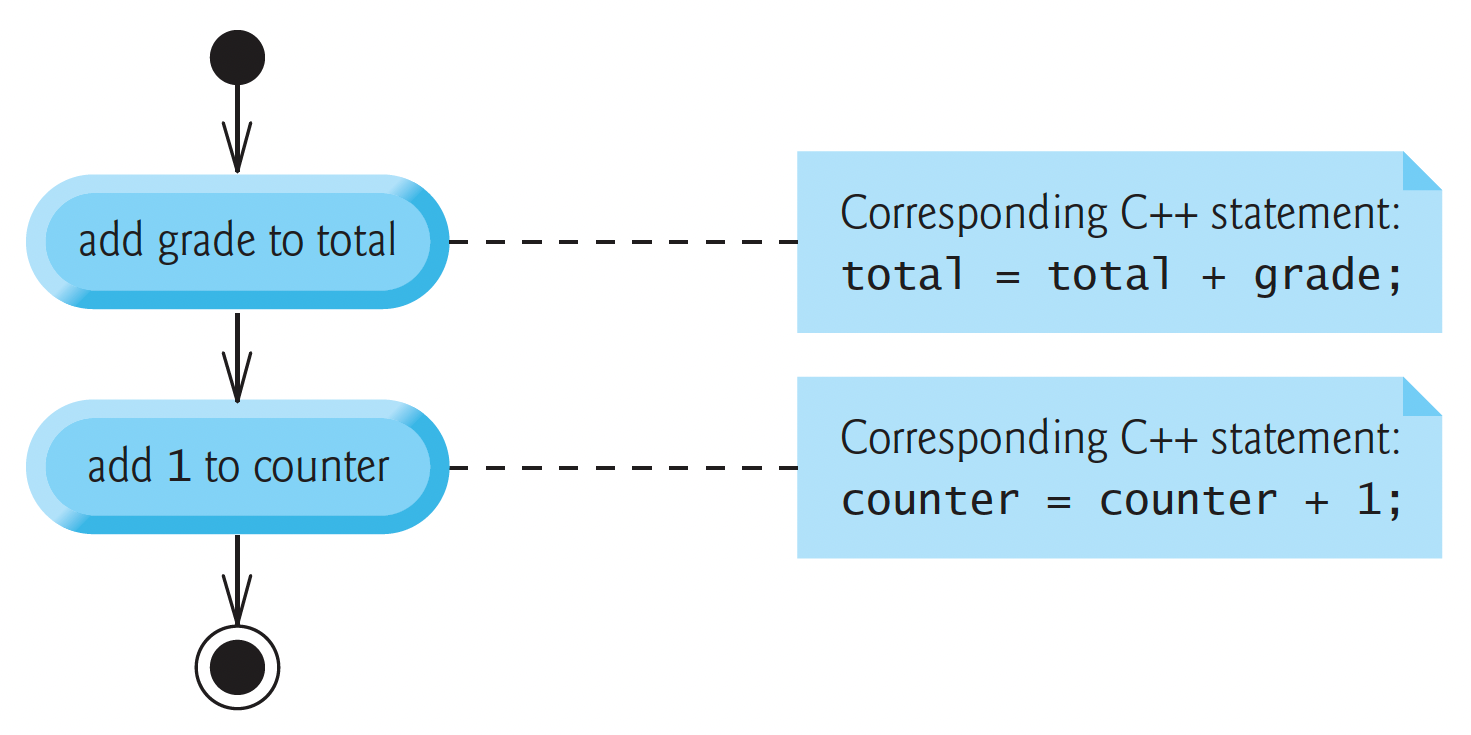 add grade to total
Corresponding C++ statement:
total = total + grade;
add 1 to counter
Corresponding C++ statement:
counter = counter + 1;